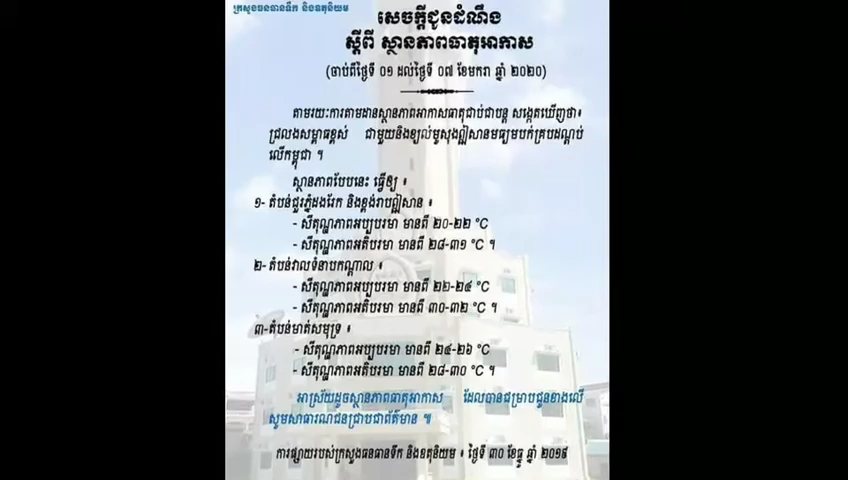 ក្រសួងធនធានទឹក និងឧតុនិយម
សេចក្តីជូនដំណឹង
ស្តីពី ស្ថានភាពធាតុអាកាស
(ចាប់ពីថ្ងៃទី ០១ ដល់ថ្ងៃទី ០៧ ខែមករា ឆ្នាំ ២០២០)
តាមរយៈការតាមដានស្ថានភាពអាកាសធាតុជាប់ជាបន្ត សង្កេតឃើញថា៖
ជ្រលងសម្ពាធខ្ពស់ ជាមួយនិងខ្យល់មូសុងឦសានមធ្យមបក់គ្របដណ្តប់
លើកម្ពុជា ។
ស្ថានភាពបែបនេះ ធ្វើឲ្យ ៖
១- តំបន់ជួរភ្នំដងរែក និងខ្ពង់រាបឦសាន ៖
- សីតុណ្ហភាពអប្បបរមា មានពី ២០-២២ °C
- សីតុណ្ហភាពអតិបរមា មានពី ២៨-៣១ °C ។
២- តំបន់វាលទំនាបកណ្តាល ៖
- សីតុណ្ហភាពអប្បបរមា មានពី ២២-២៤ °C
- សីតុណ្ហភាពអតិបរមា មានពី ៣០-៣២ °C ។
៣-តំបន់មាត់សមុទ្រ ៖
- សីតុណ្ហភាពអប្បបរមា មានពី ២៤-២៦ °C
- សីតុណ្ហភាពអតិបរមា មានពី ២៨-៣០ °C ។
អាស្រ័យដូចស្ថានភាពធាតុអាកាស ដែលបានជម្រាបជូនខាងលើ
សូមសាធារណជនជ្រាបជាព័ត៌មាន ៕
ការផ្សាយរបស់ក្រសួងធនធានទឹក និងឧតុនិយម ៖ ថ្ងៃទី ៣០ ខែធ្នូ ឆ្នាំ ២០១៩